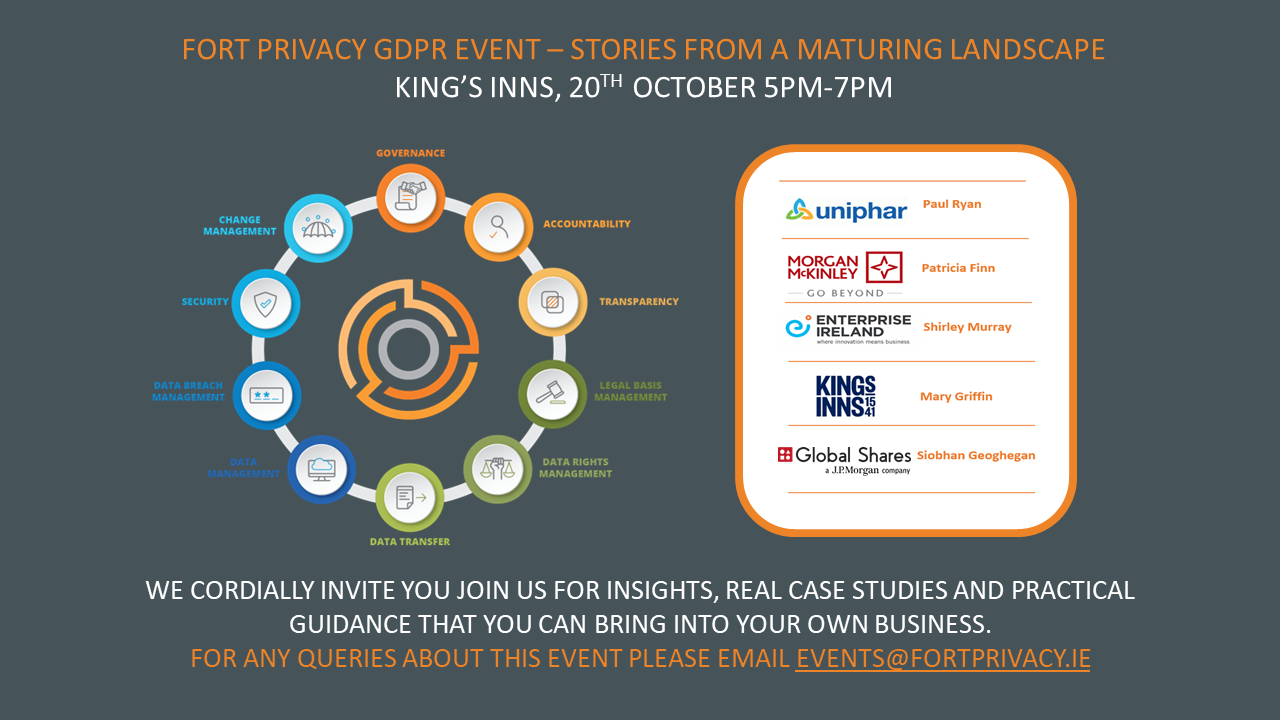 FORT PRIVACY GDPR EVENT – STORIES FROM A MATURING LANDSCAPE
KING'S INNS, 20TH OCTOBER 5PM-7PM
GOVERNANCE
ACCOUNTABILITY
TRANSPARENCY
LEGAL BASIS
MANAGEMENT
DATA RIGHTS
MANAGEMENT
DATA TRANSFER
DATA
MANAGEMENT
DATA BREACH
MANAGEMENT
SECURITY
CHANGE
MANAGEMENT
uniphar Paul Ryan
MORGAN
MCKINLEY Patricia Finn
GO BEYOND
ENTERPRISE
IRELAND Shirley Murray
where innovation means business
KINGS
INNS 15
41 Mary Griffin
Global Shares Siobhan Geoghegan
a J.P.Morgan company
WE CORDIALLY INVITE YOU JOIN US FOR INSIGHTS, REAL CASE STUDIES AND PRACTICAL
GUIDANCE THAT YOU CAN BRING INTO YOUR OWN BUSINESS.
FOR ANY QUERIES ABOUT THIS EVENT PLEASE EMAIL EVENTS@FORTPRIVACY.IE